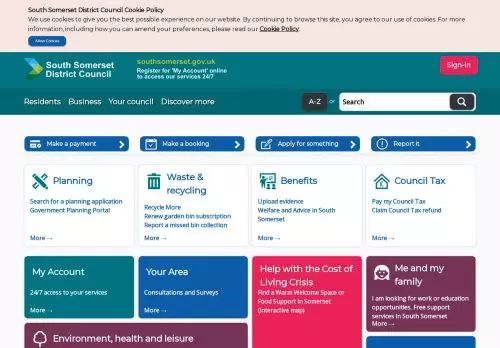 South Somerset District Council Cookie Policy
We use cookies to give you the best possible experience on our website. By continuing to browse this site, you agree to our use of cookies. For more
information, including how you can amend your preferences, please read our Cookie Policy.
Allow Cookies
South Somerset
District Council
southsomerset.gov.uk
Register for 'My Account' online
to access our services 24/7
Sign-In
Residents Business Your council Discover more
A-Z or Search
Make a payment
Make a booking
Apply for something
Report it
Planning
Search for a planning application
Government Planning Portal
More →
Waste &
recycling
Recycle More
Renew garden bin subscription
Report a missed bin collection
More →
Benefits
Upload evidence
Welfare and Advice in South
Somerset
More →
Council Tax
Pay my Council Tax
Claim Council Tax refund
More →
My Account
24/7 access to your services
More →
Your Area
Consultations and Surveys
More →
Help with the Cost of
Living Crisis
Find a Warm Welcome Space or
Food Support in Somerset
(interactive map)
Me and my
family
I am looking for work or education
opportunities. Free support
services in South Somerset
More →
Environment, health and leisure